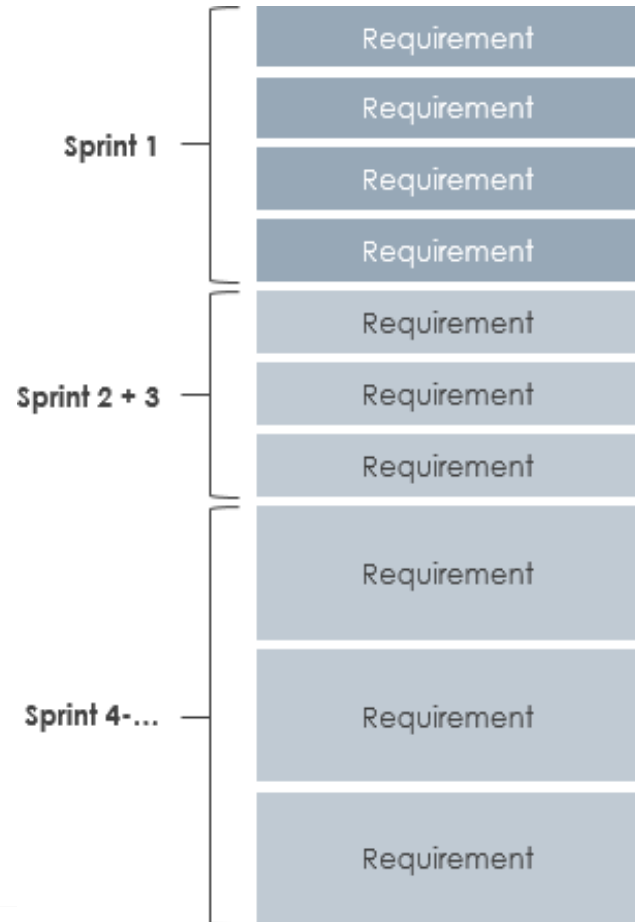 Requirement
Requirement
Sprint 1
Requirement
Requirement
Requirement
Sprint 2 + 3
Requirement
Requirement
Requirement
Sprint 4-...
Requirement
Requirement